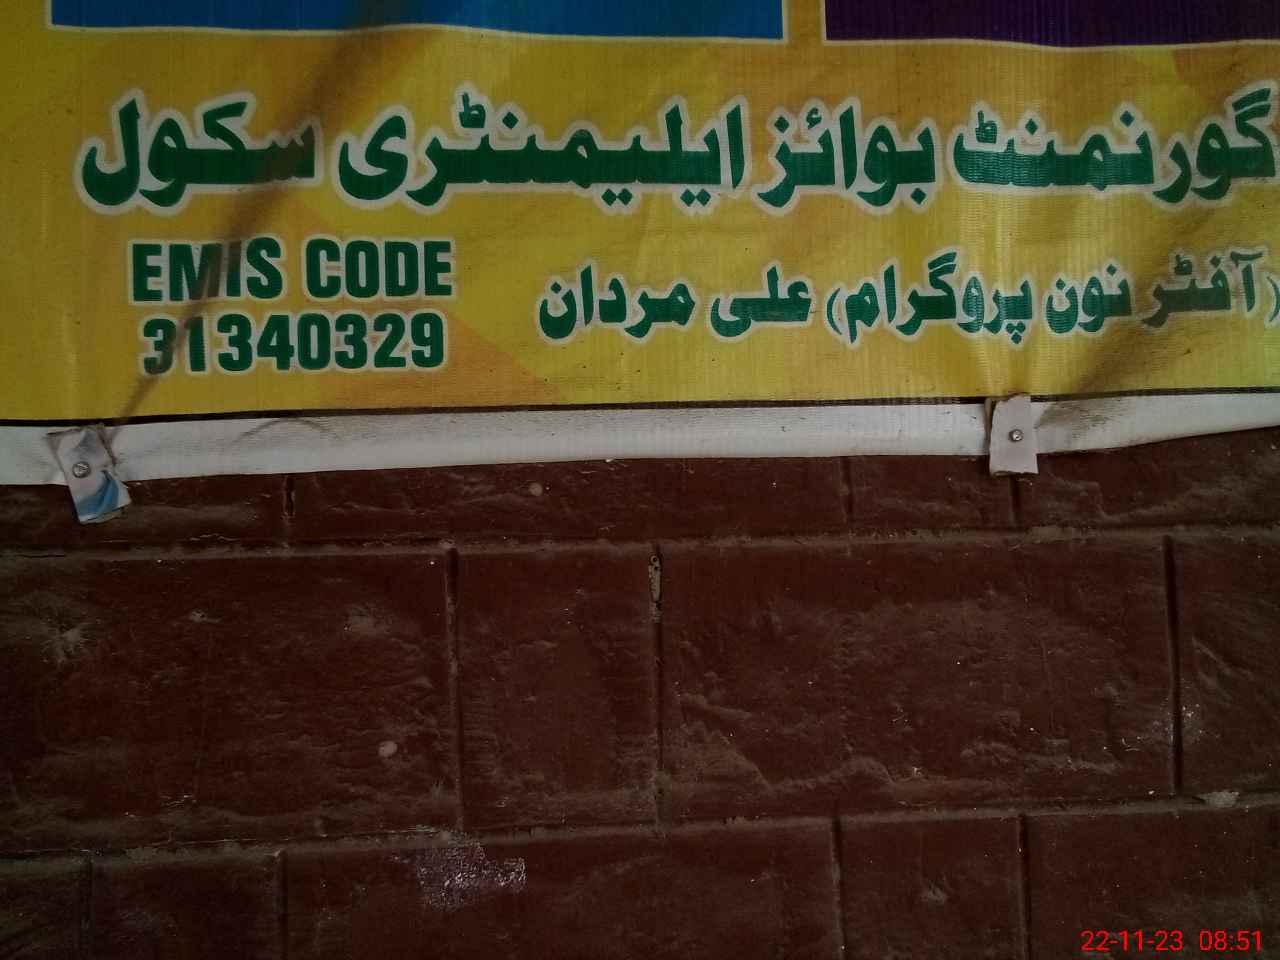 گورنمنٹ بوائز ایلیمنٹری سکول
(آفٹر نون پروگرام) علی مردان
EMIS CODE
31340329
22-11-23 08:51